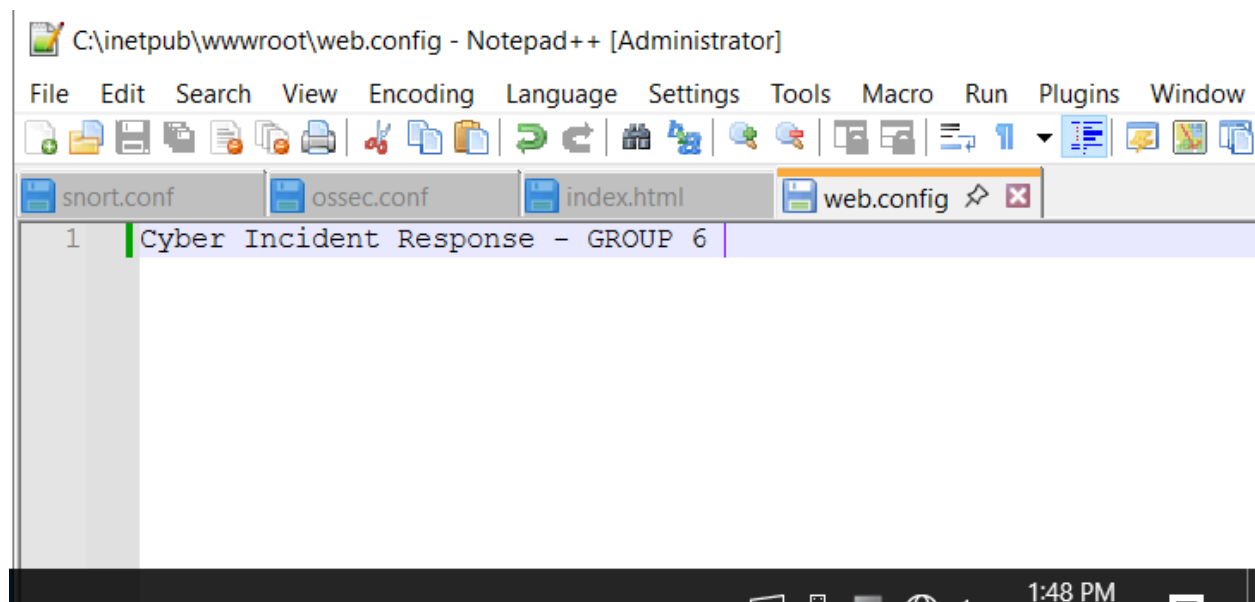 C:\inetpub\wwwroot\web.config - Notepad++ [Administrator]
File Edit Search View Encoding Language Settings Tools Macro Run Plugins Window
snort.conf ossec.conf index.html web.config
1 Cyber Incident Response - GROUP 6
1:48 PM